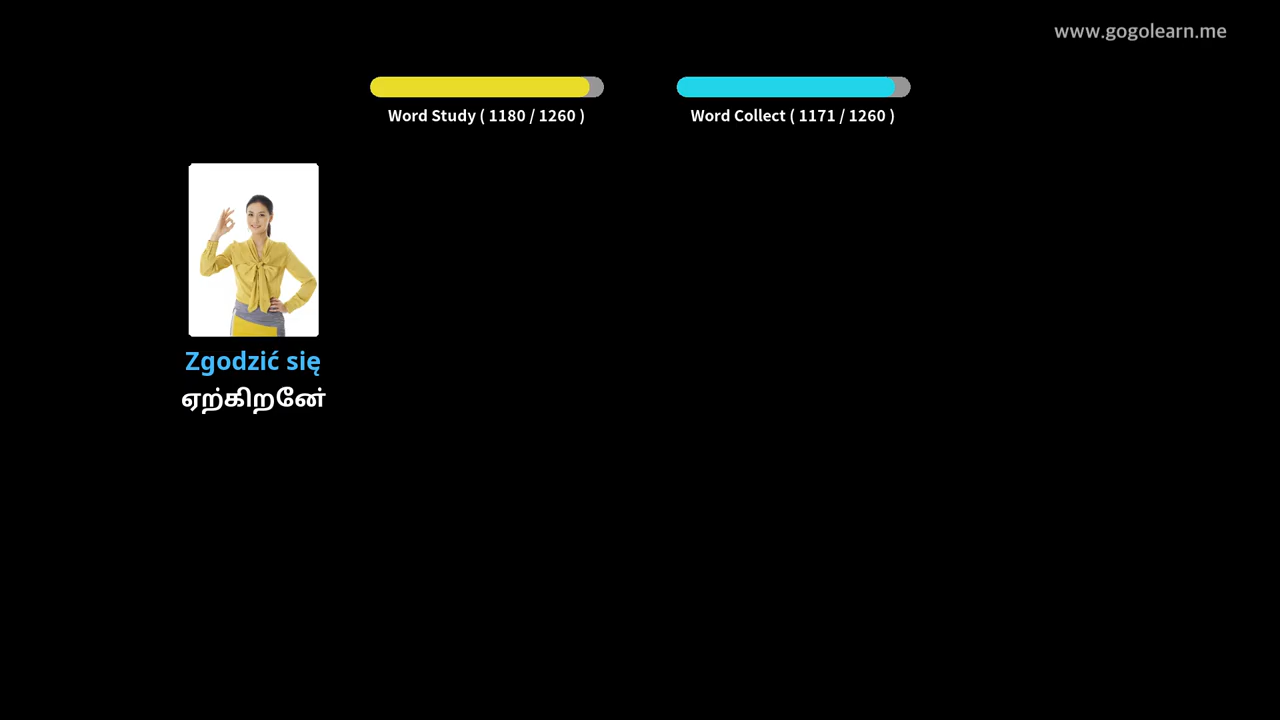 www.gogolearn.me
Word Study ( 1180 / 1260 )
Word Collect ( 1171 / 1260 )
Zgodzić się
ஏற்கிறேன்